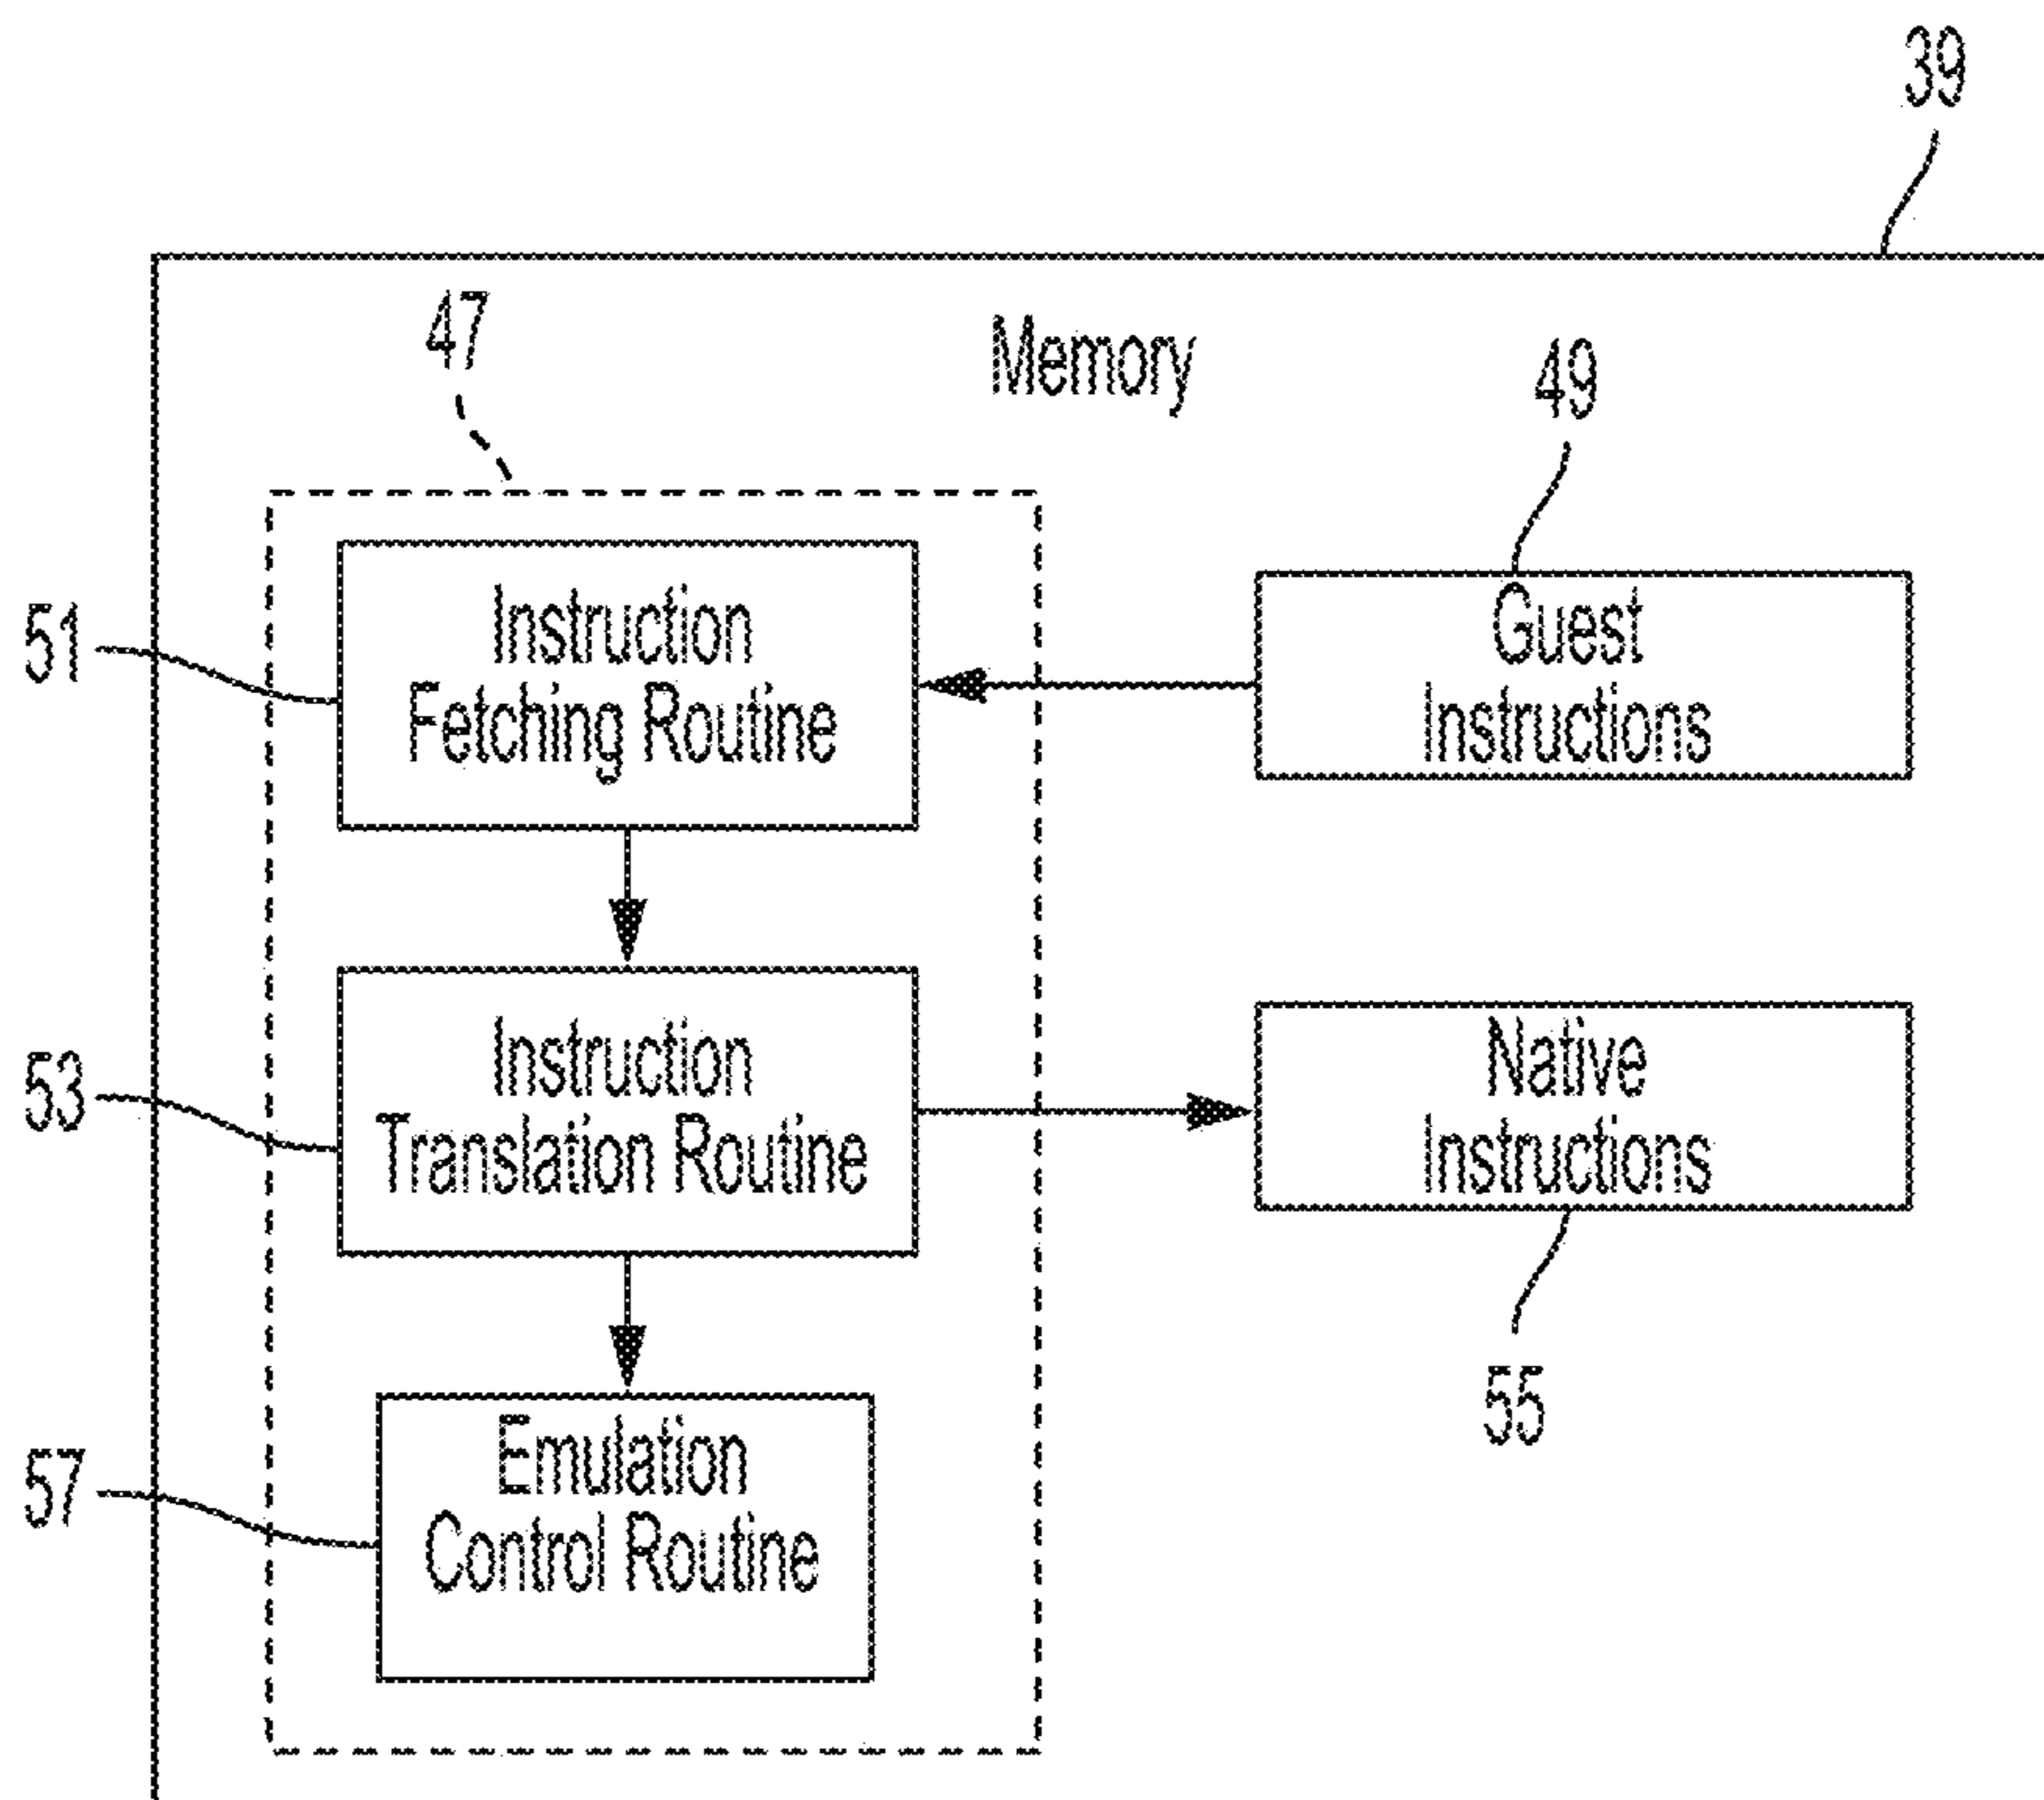 39
Memory
47
49
51
Instruction
Fetching Routine
Guest
Instructions
53
Instruction
Translation Routine
Native
Instructions
55
57
Emulation
Control Routine